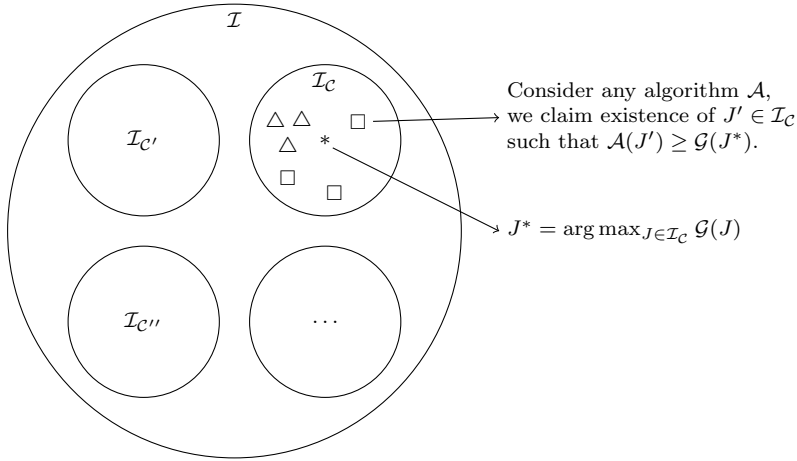 𝓘
𝓘_𝓒′
𝓘_𝓒
*
Consider any algorithm 𝓐,
we claim existence of J′ ∈ 𝓘_𝓒
such that 𝓐(J′) ≥ 𝓖(J*).
J* = arg max_{J∈𝓘_𝓒} 𝓖(J)
𝓘_𝓒′′
···